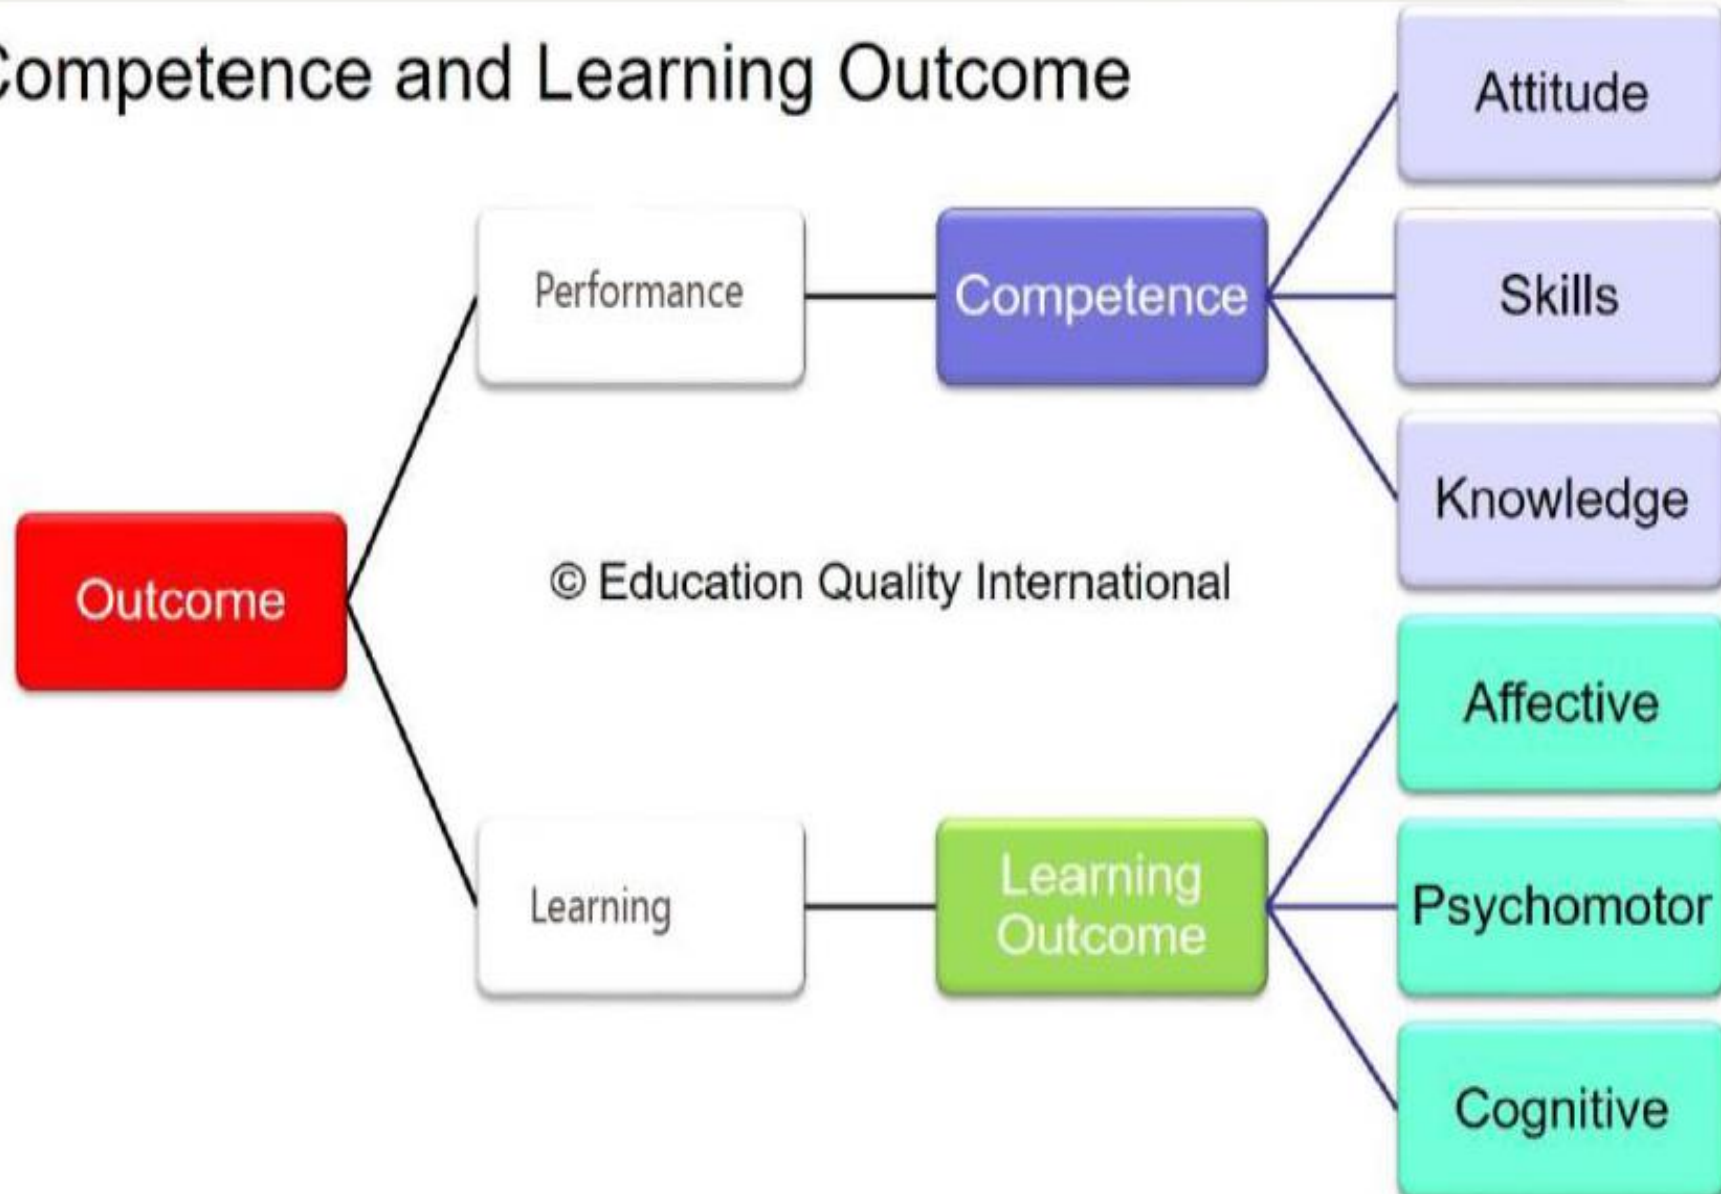 Competence and Learning Outcome
Attitude
Performance
Competence
Skills
Knowledge
Outcome
© Education Quality International
Affective
Learning
Learning
Outcome
Psychomotor
Cognitive